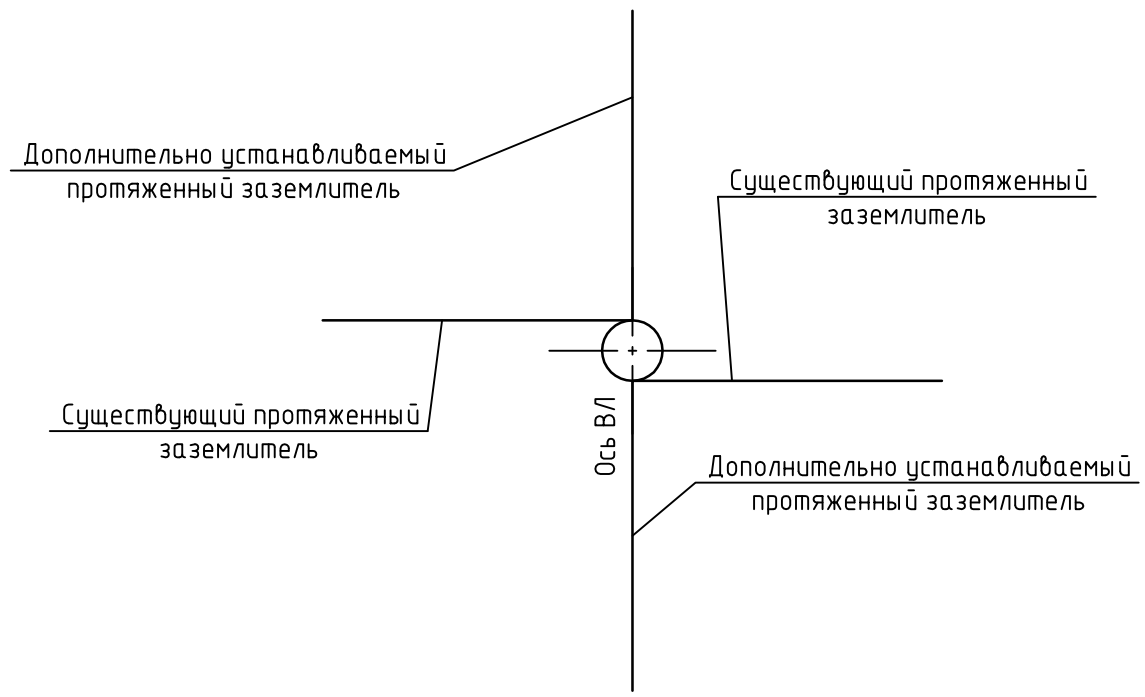 Дополнительно устанавливаемый
протяженный заземлитель
Существующий протяженный
заземлитель
Существующий протяженный
заземлитель
Ось ВЛ
Дополнительно устанавливаемый
протяженный заземлитель